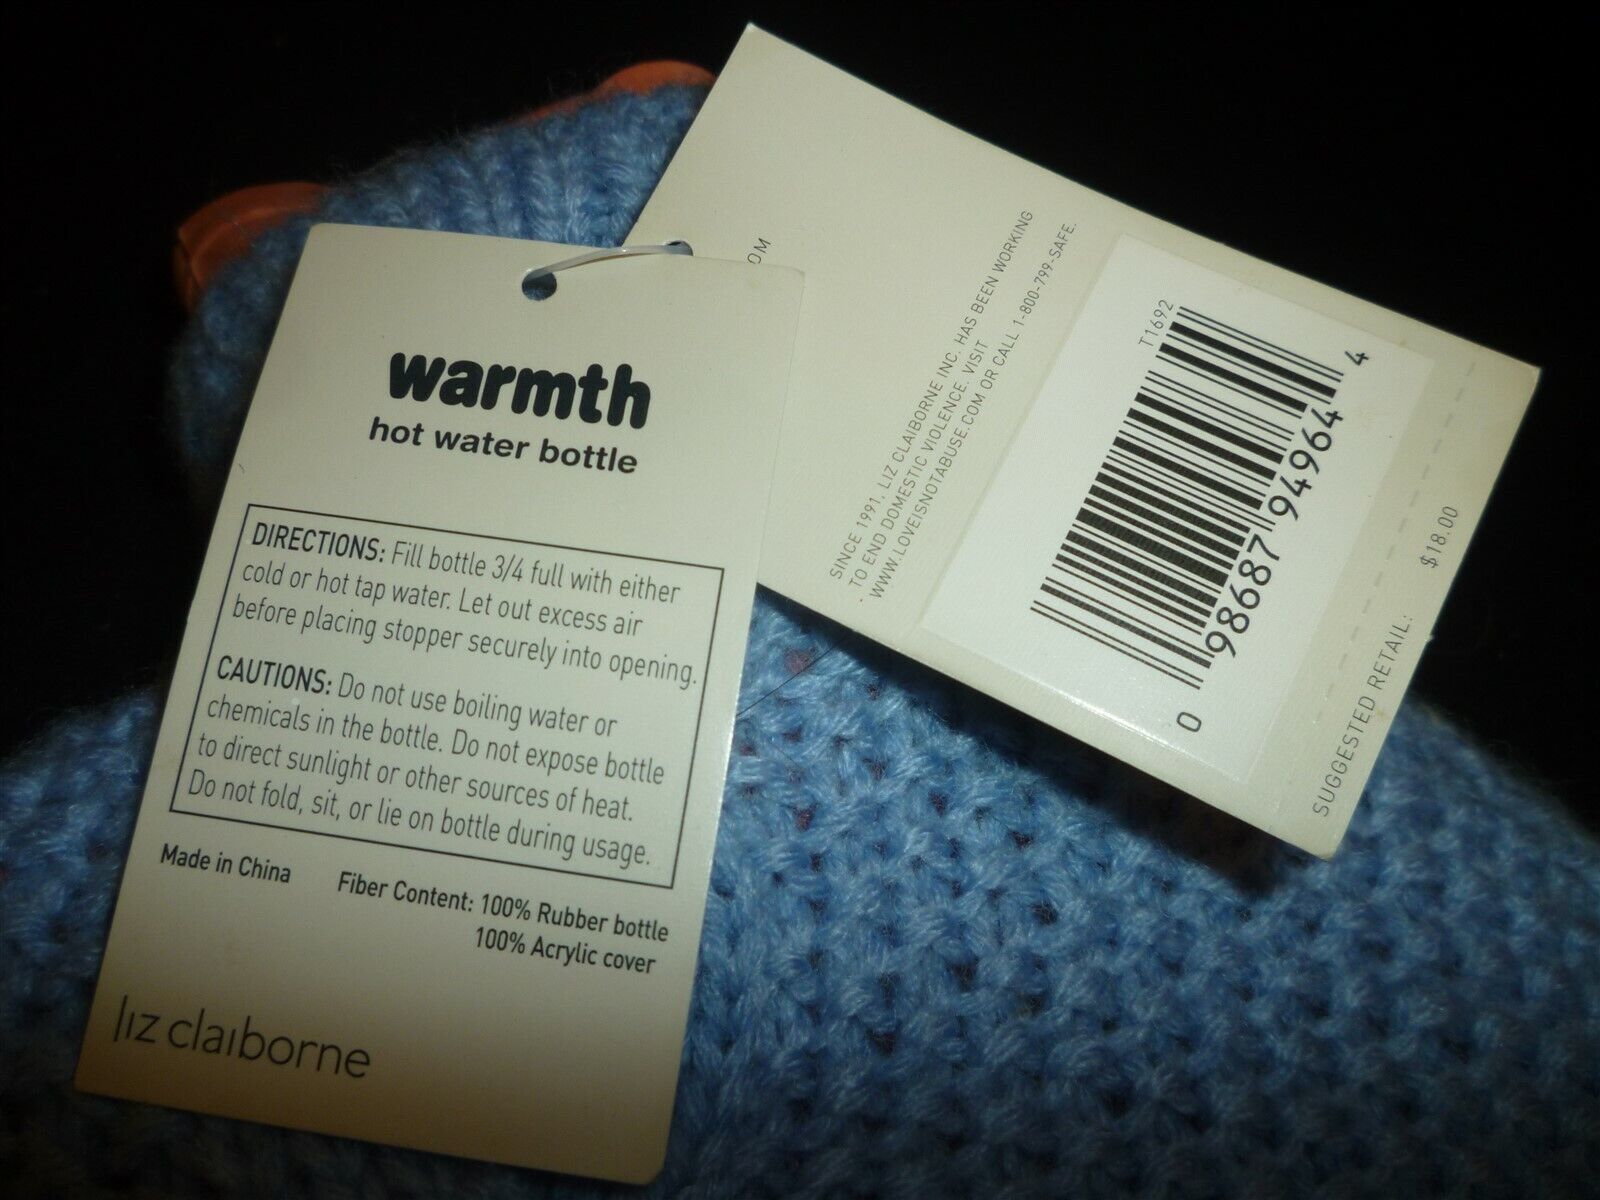 warmth
hot water bottle
DIRECTIONS: Fill bottle 3/4 full with either
cold or hot tap water. Let out excess air
before placing stopper securely into opening.
CAUTIONS: Do not use boiling water or
chemicals in the bottle. Do not expose bottle
to direct sunlight or other sources of heat.
Do not fold, sit, or lie on bottle during usage.
Made in China
Fiber Content: 100% Rubber bottle
100% Acrylic cover
liz claiborne
OM
SINCE 1991, LIZ CLAIBORNE INC. HAS BEEN WORKING
TO END DOMESTIC VIOLENCE. VISIT
WWW.LOVEISNOTABUSE.COM OR CALL 1-800-799-SAFE.
T1692
0 98687 94964 4
SUGGESTED RETAIL: $18.00